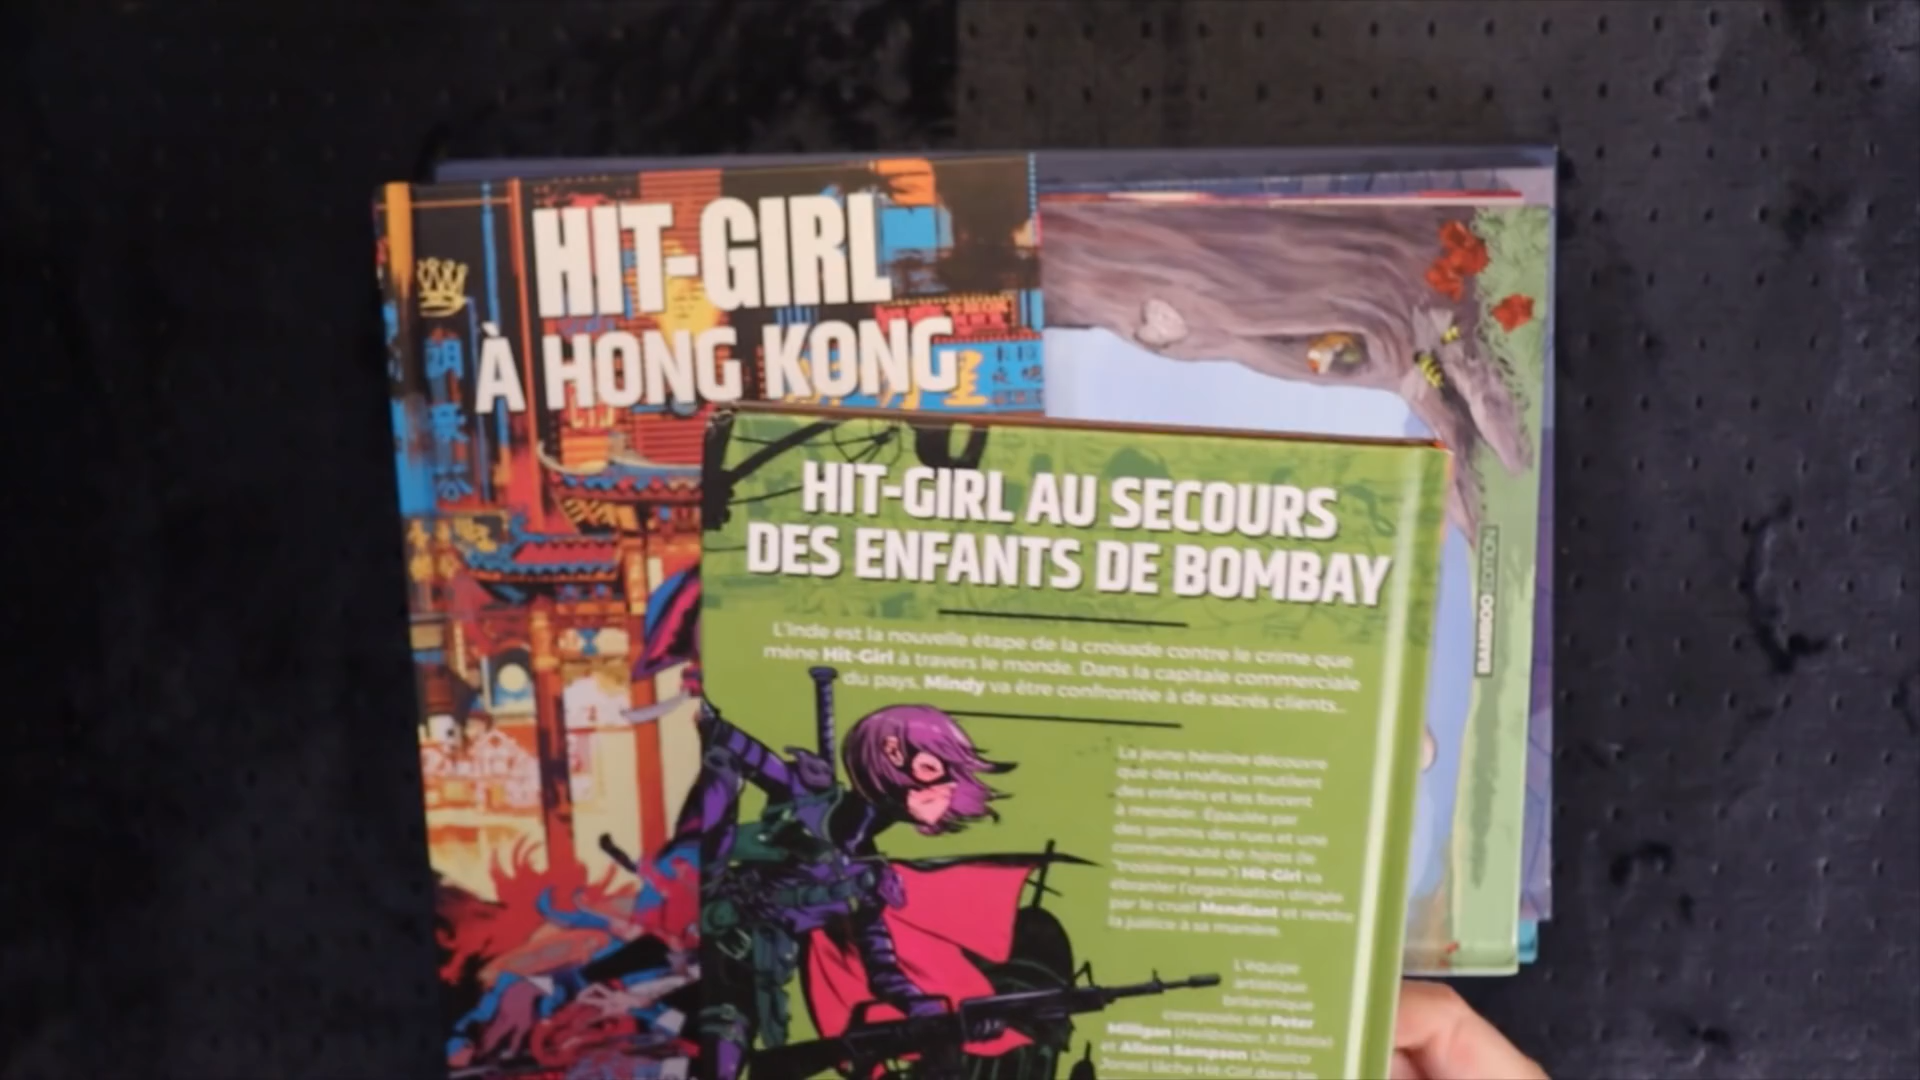 HIT-GIRL
À HONG KONG
HIT-GIRL AU SECOURS
DES ENFANTS DE BOMBAY
L'Inde est la nouvelle étape de la croisade contre le crime que
mène Hit-Girl à travers le monde. Dans la capitale commerciale
du pays, Mindy va être confrontée à de sacrés clients...
La jeune héroïne découvre
que des mafieux mutilent
des enfants et les forcent
à mendier. Épaulée par
des gamins des rues et une
communauté de hijras (le
"troisième sexe") Hit-Girl va
ébranler l'organisation dirigée
par le cruel Mendiant et rendre
la justice à sa manière.
L'équipe
artistique
britannique
composée de Peter
Milligan (Hellblazer, X-Statix)
et Alison Sampson (Jessica
Jones) lâche Hit-Girl dans les
BAMBOO ÉDITION